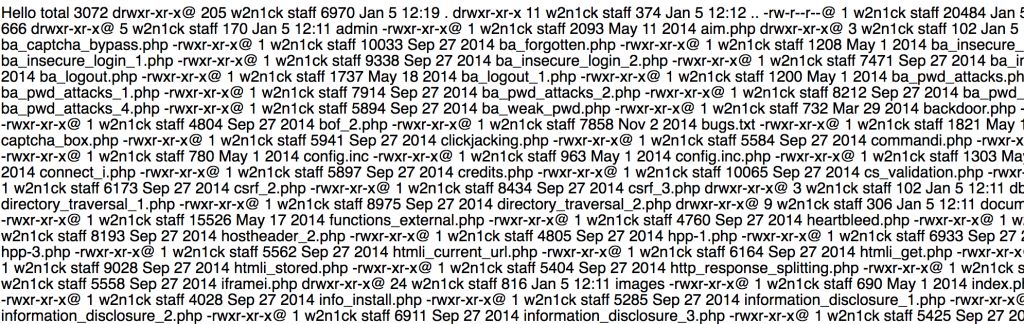 Hello total 3072 drwxr-xr-x@ 205 w2n1ck staff 6970 Jan 5 12:19 . drwxr-xr-x 11 w2n1ck staff 374 Jan 5 12:12 .. -rw-r--r--@ 1 w2n1ck staff 20484 Jan 5
666 drwxr-xr-x@ 5 w2n1ck staff 170 Jan 5 12:11 admin -rwxr-xr-x@ 1 w2n1ck staff 2093 May 11 2014 aim.php drwxr-xr-x@ 3 w2n1ck staff 102 Jan 5
ba_captcha_bypass.php -rwxr-xr-x@ 1 w2n1ck staff 10033 Sep 27 2014 ba_forgotten.php -rwxr-xr-x@ 1 w2n1ck staff 1208 May 1 2014 ba_insecure_
ba_insecure_login_1.php -rwxr-xr-x@ 1 w2n1ck staff 9338 Sep 27 2014 ba_insecure_login_2.php -rwxr-xr-x@ 1 w2n1ck staff 7471 Sep 27 2014 ba_in
2014 ba_logout.php -rwxr-xr-x@ 1 w2n1ck staff 1737 May 18 2014 ba_logout_1.php -rwxr-xr-x@ 1 w2n1ck staff 1200 May 1 2014 ba_pwd_attacks.ph
ba_pwd_attacks_1.php -rwxr-xr-x@ 1 w2n1ck staff 7914 Sep 27 2014 ba_pwd_attacks_2.php -rwxr-xr-x@ 1 w2n1ck staff 8212 Sep 27 2014 ba_pwd_
ba_pwd_attacks_4.php -rwxr-xr-x@ 1 w2n1ck staff 5894 Sep 27 2014 ba_weak_pwd.php -rwxr-xr-x@ 1 w2n1ck staff 732 Mar 29 2014 backdoor.php -
-rwxr-xr-x@ 1 w2n1ck staff 4804 Sep 27 2014 bof_2.php -rwxr-xr-x@ 1 w2n1ck staff 7858 Nov 2 2014 bugs.txt -rwxr-xr-x@ 1 w2n1ck staff 1821 May 1
captcha_box.php -rwxr-xr-x@ 1 w2n1ck staff 5941 Sep 27 2014 clickjacking.php -rwxr-xr-x@ 1 w2n1ck staff 5584 Sep 27 2014 commandi.php -
-rwxr-xr-x@ 1 w2n1ck staff 780 May 1 2014 config.inc -rwxr-xr-x@ 1 w2n1ck staff 963 May 1 2014 config.inc.php -rwxr-xr-x@ 1 w2n1ck staff 1303 Ma
2014 connect_i.php -rwxr-xr-x@ 1 w2n1ck staff 5897 Sep 27 2014 credits.php -rwxr-xr-x@ 1 w2n1ck staff 10065 Sep 27 2014 cs_validation.php -rw
1 w2n1ck staff 6173 Sep 27 2014 csrf_2.php -rwxr-xr-x@ 1 w2n1ck staff 8434 Sep 27 2014 csrf_3.php drwxr-xr-x@ 3 w2n1ck staff 102 Jan 5 12:11 db
directory_traversal_1.php -rwxr-xr-x@ 1 w2n1ck staff 8975 Sep 27 2014 directory_traversal_2.php drwxr-xr-x@ 9 w2n1ck staff 306 Jan 5 12:11 docum
-rwxr-xr-x@ 1 w2n1ck staff 15526 May 17 2014 functions_external.php -rwxr-xr-x@ 1 w2n1ck staff 4760 Sep 27 2014 heartbleed.php -rwxr-xr-x@ 1
w2n1ck staff 8193 Sep 27 2014 hostheader_2.php -rwxr-xr-x@ 1 w2n1ck staff 4805 Sep 27 2014 hpp-1.php -rwxr-xr-x@ 1 w2n1ck staff 6933 Sep 27 2
hpp-3.php -rwxr-xr-x@ 1 w2n1ck staff 5562 Sep 27 2014 htmli_current_url.php -rwxr-xr-x@ 1 w2n1ck staff 6164 Sep 27 2014 htmli_get.php -rwxr-xr-x
1 w2n1ck staff 9028 Sep 27 2014 htmli_stored.php -rwxr-xr-x@ 1 w2n1ck staff 5404 Sep 27 2014 http_response_splitting.php -rwxr-xr-x@ 1 w2n1ck s
w2n1ck staff 5558 Sep 27 2014 iframei.php drwxr-xr-x@ 24 w2n1ck staff 816 Jan 5 12:11 images -rwxr-xr-x@ 1 w2n1ck staff 690 May 1 2014 index.pl
-rwxr-xr-x@ 1 w2n1ck staff 4028 Sep 27 2014 info_install.php -rwxr-xr-x@ 1 w2n1ck staff 5285 Sep 27 2014 information_disclosure_1.php -rwxr-xr-x@
information_disclosure_2.php -rwxr-xr-x@ 1 w2n1ck staff 6911 Sep 27 2014 information_disclosure_3.php -rwxr-xr-x@ 1 w2n1ck staff 5425 Sep 27 20